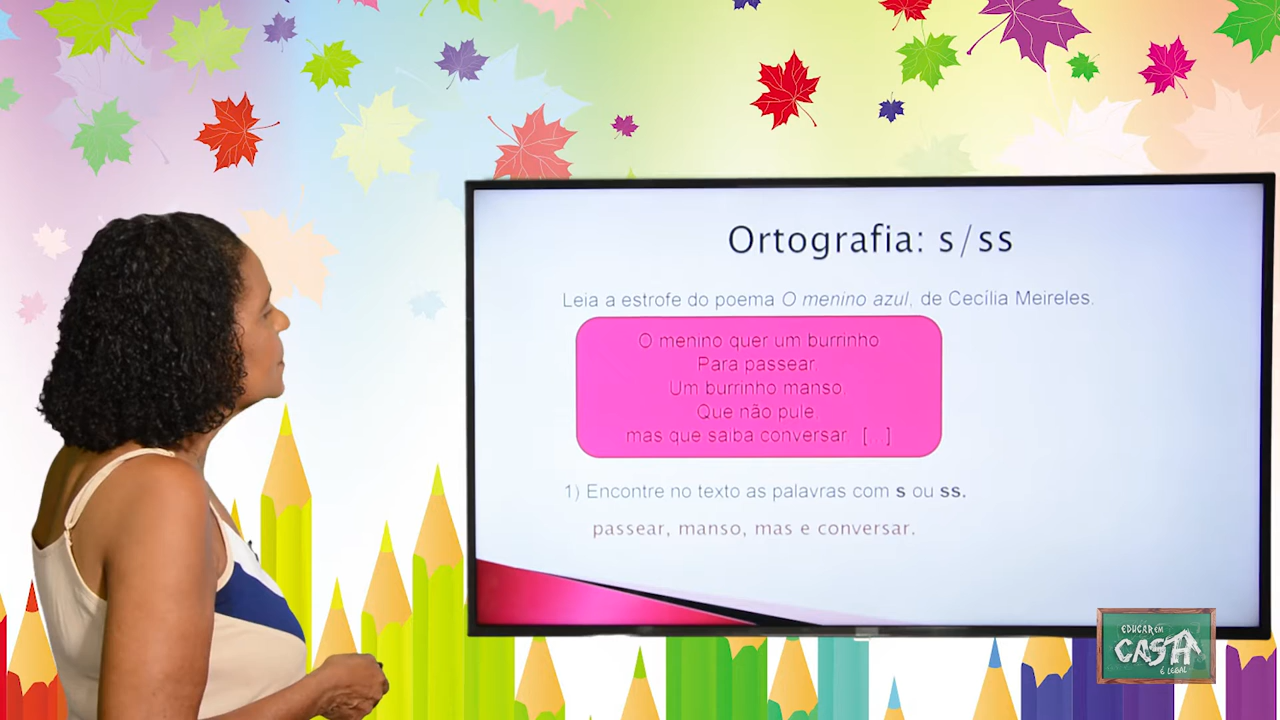 Ortografia: s/ss
Leia a estrofe do poema O menino azul, de Cecília Meireles.
O menino quer um burrinho
Para passear.
Um burrinho manso,
Que não pule,
mas que saiba conversar. [...]
1) Encontre no texto as palavras com s ou ss.
passear, manso, mas e conversar.
EDUCAR EM
CASA
É LEGAL